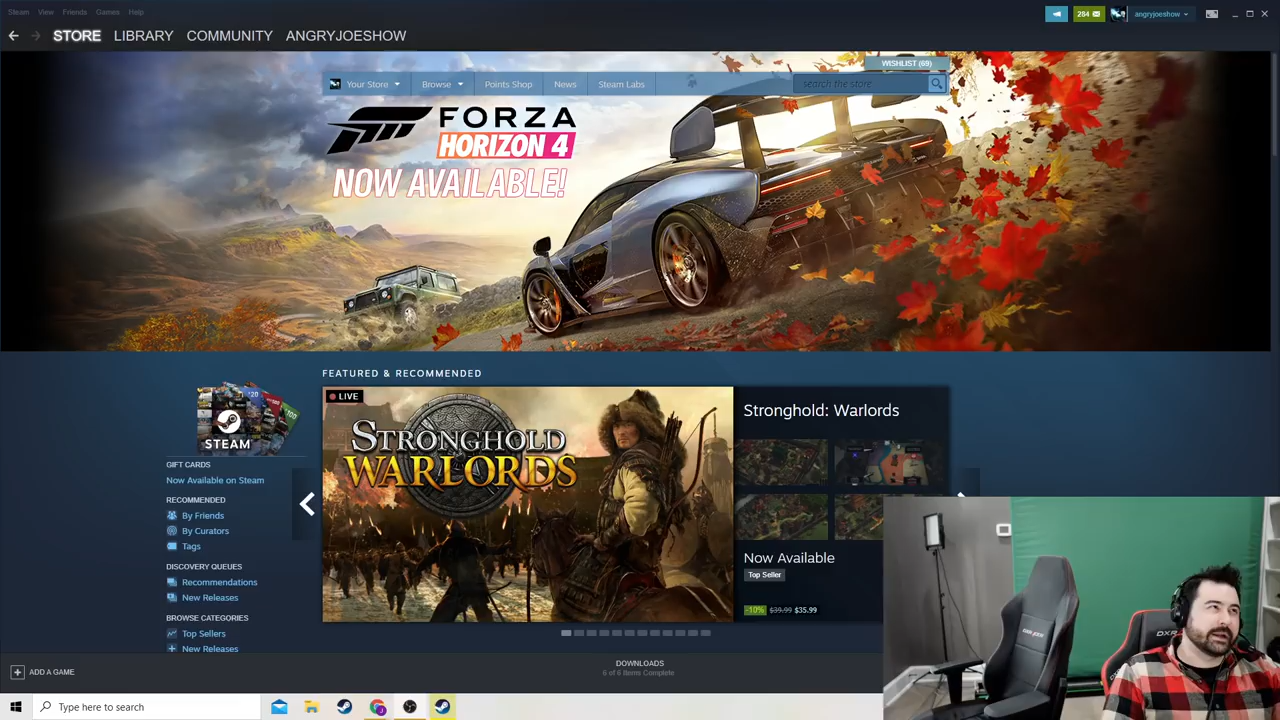 Steam View Friends Games Help
284
angryjoeshow
STORE LIBRARY COMMUNITY ANGRYJOESHOW
WISHLIST (69)
Your Store Browse Points Shop News Steam Labs
search the store
FORZA
HORIZON 4
NOW AVAILABLE!
FEATURED & RECOMMENDED
LIVE
STRONGHOLD
WARLORDS
Stronghold: Warlords
Now Available
Top Seller
-10% $39.99 $35.99
STEAM
GIFT CARDS
Now Available on Steam
RECOMMENDED
By Friends
By Curators
Tags
DISCOVERY QUEUES
Recommendations
New Releases
BROWSE CATEGORIES
Top Sellers
New Releases
ADD A GAME
DOWNLOADS
6 of 6 Items Complete
Type here to search